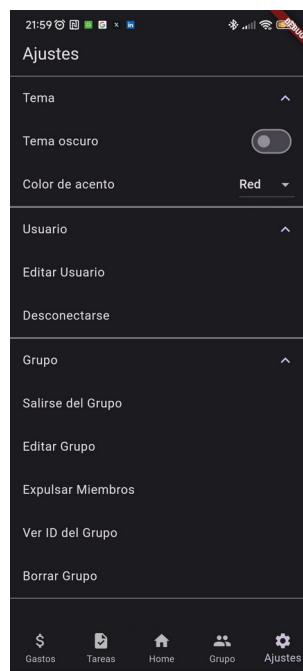 21:59
DEBUG
Ajustes
Tema
Tema oscuro
Color de acento Red
Usuario
Editar Usuario
Desconectarse
Grupo
Salirse del Grupo
Editar Grupo
Expulsar Miembros
Ver ID del Grupo
Borrar Grupo
Gastos Tareas Home Grupo Ajustes